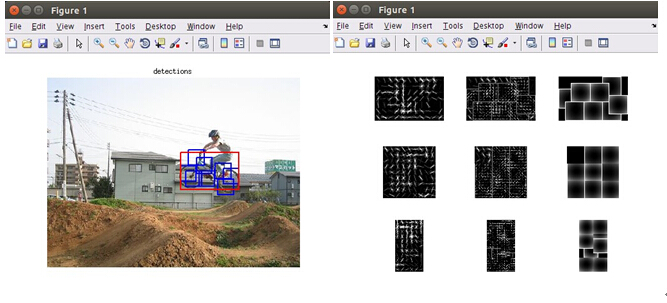 Figure 1
File Edit View Insert Tools Desktop Window Help
detections
Figure 1
File Edit View Insert Tools Desktop Window Help